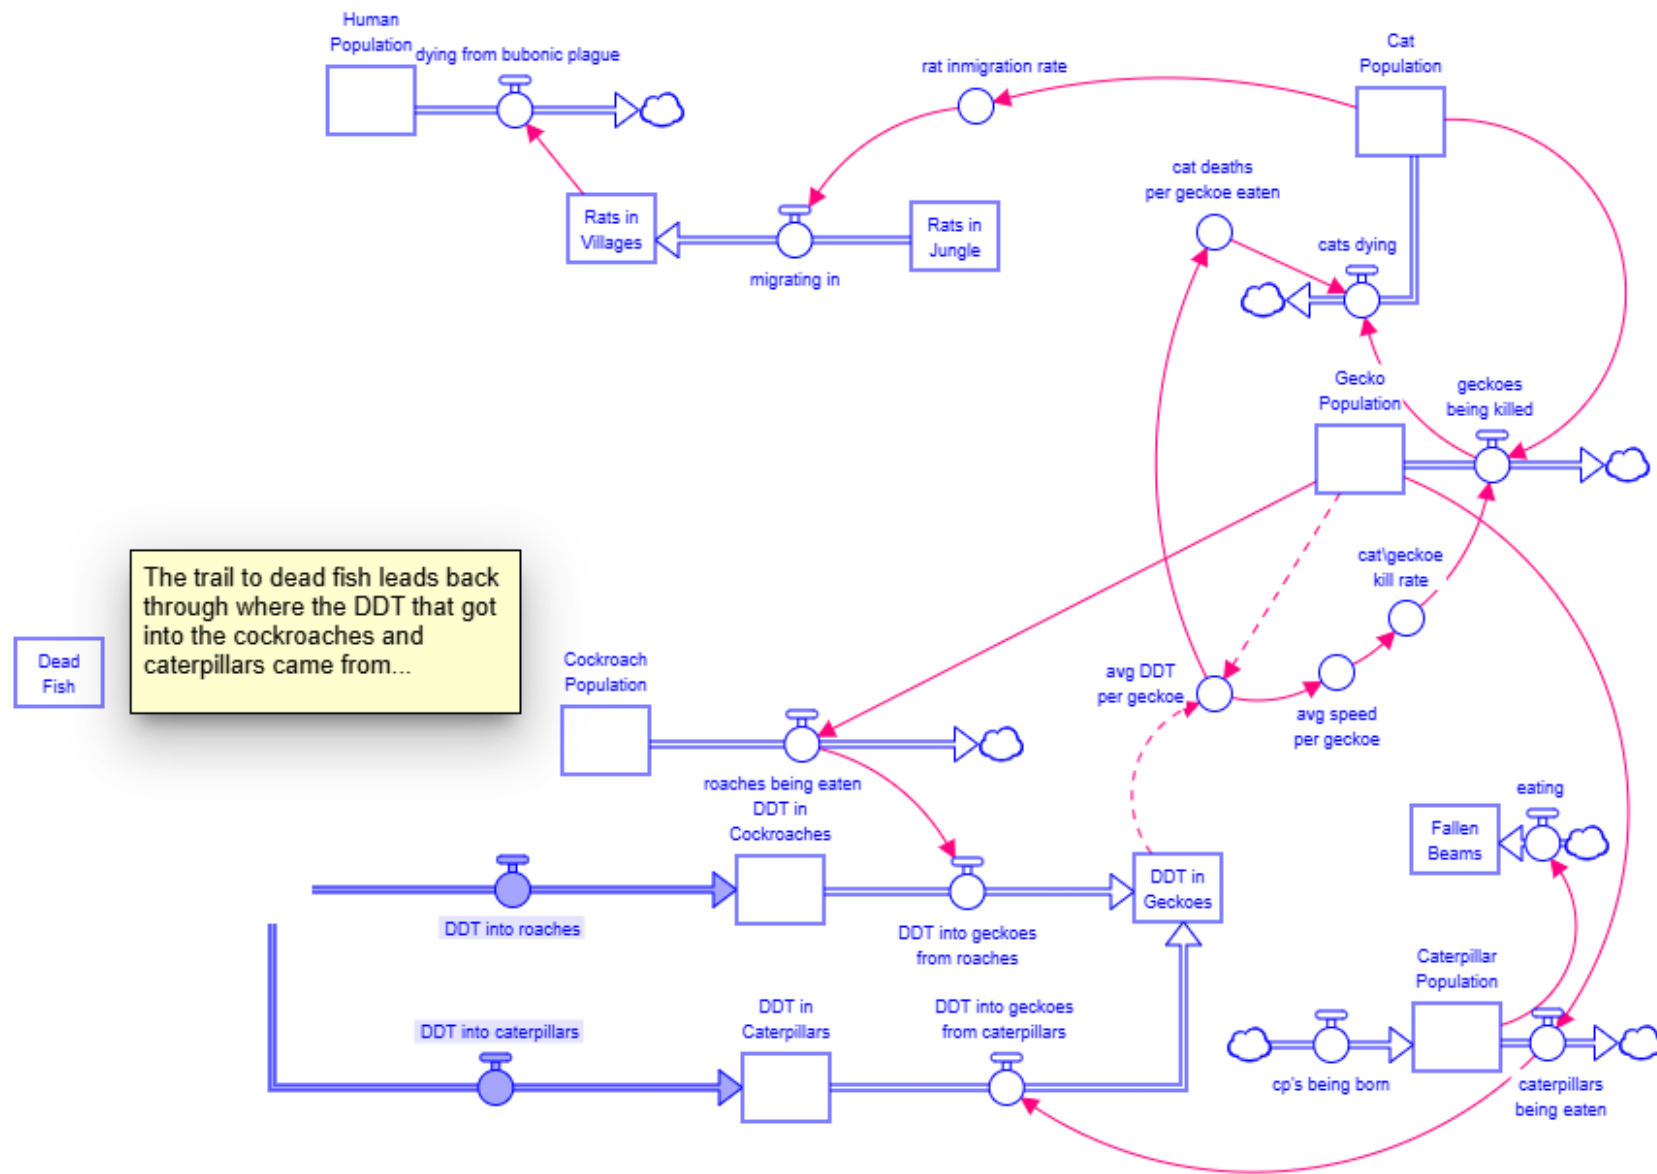 Human
Population
dying from bubonic plague
rat inmigration rate
Cat
Population
cat deaths
per geckoe eaten
Rats in
Villages
Rats in
Jungle
migrating in
cats dying
Gecko
Population
geckoes
being killed
The trail to dead fish leads back
through where the DDT that got
into the cockroaches and
caterpillars came from...
cat\geckoe
kill rate
Dead
Fish
Cockroach
Population
avg DDT
per geckoe
avg speed
per geckoe
roaches being eaten
DDT in
Cockroaches
eating
Fallen
Beams
DDT in
Geckoes
DDT into roaches
DDT into geckoes
from roaches
Caterpillar
Population
DDT into caterpillars
DDT in
Caterpillars
DDT into geckoes
from caterpillars
cp's being born
caterpillars
being eaten